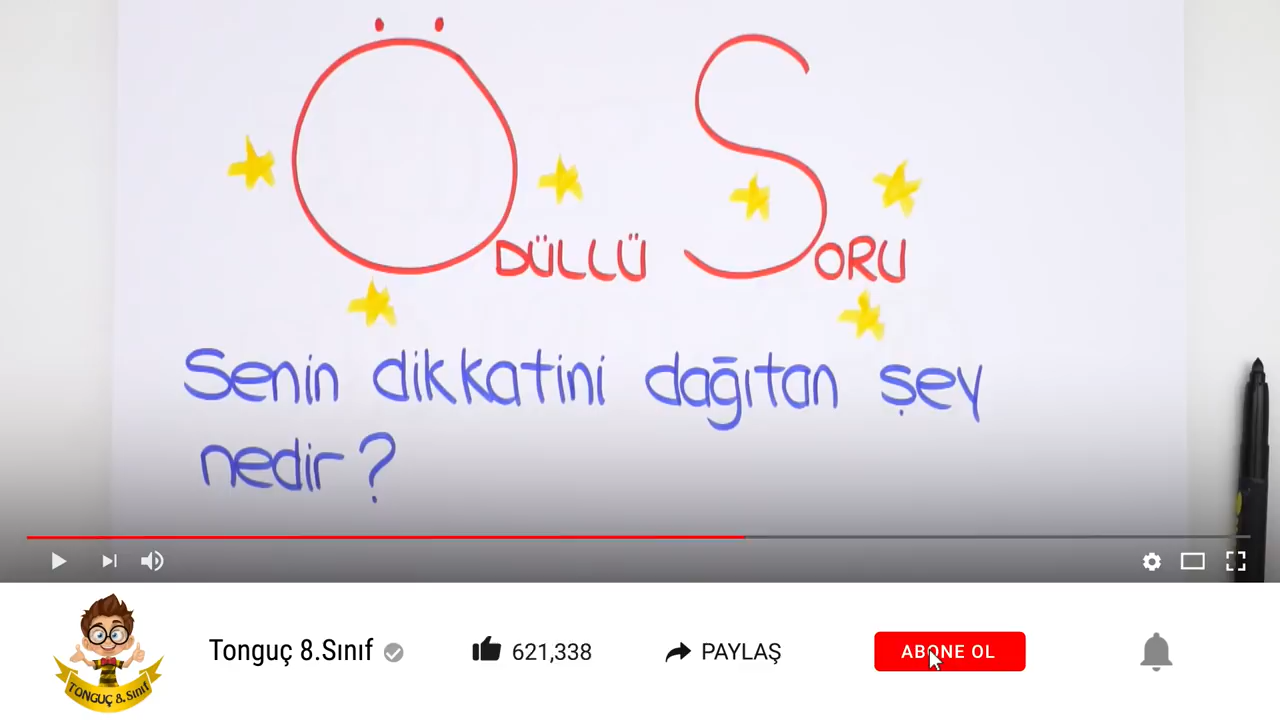 ÖDÜLLÜ SORU
Senin dikkatini dağıtan şey
nedir?
Tonguç 8.Sınıf
621,338
PAYLAŞ
ABONE OL
TONGUÇ 8. Sınıf